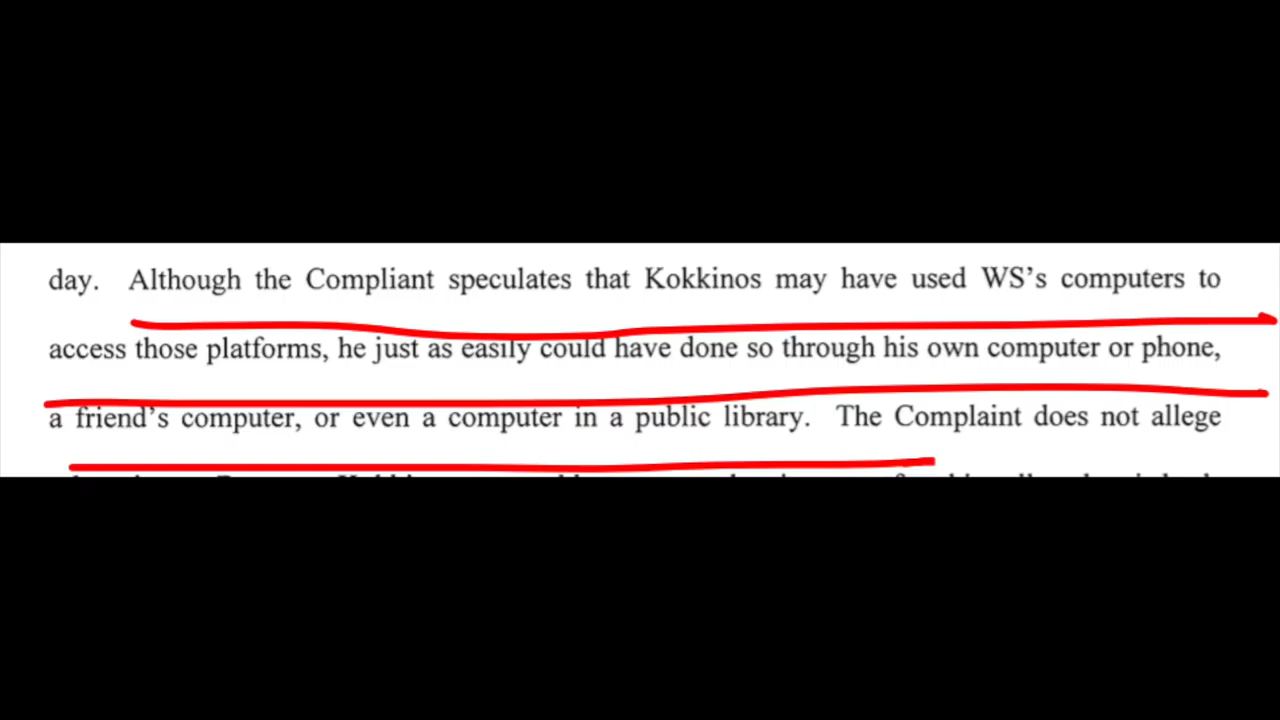 day. Although the Compliant speculates that Kokkinos may have used WS’s computers to
access those platforms, he just as easily could have done so through his own computer or phone,
a friend’s computer, or even a computer in a public library. The Complaint does not allege